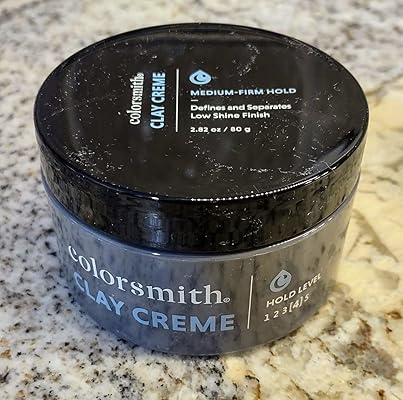 colorsmith®
CLAY CREME
MEDIUM-FIRM HOLD
Defines and Separates
Low Shine Finish
2.82 oz / 80 g
colorsmith®
CLAY CREME
HOLD LEVEL
1 2 3 [4] 5